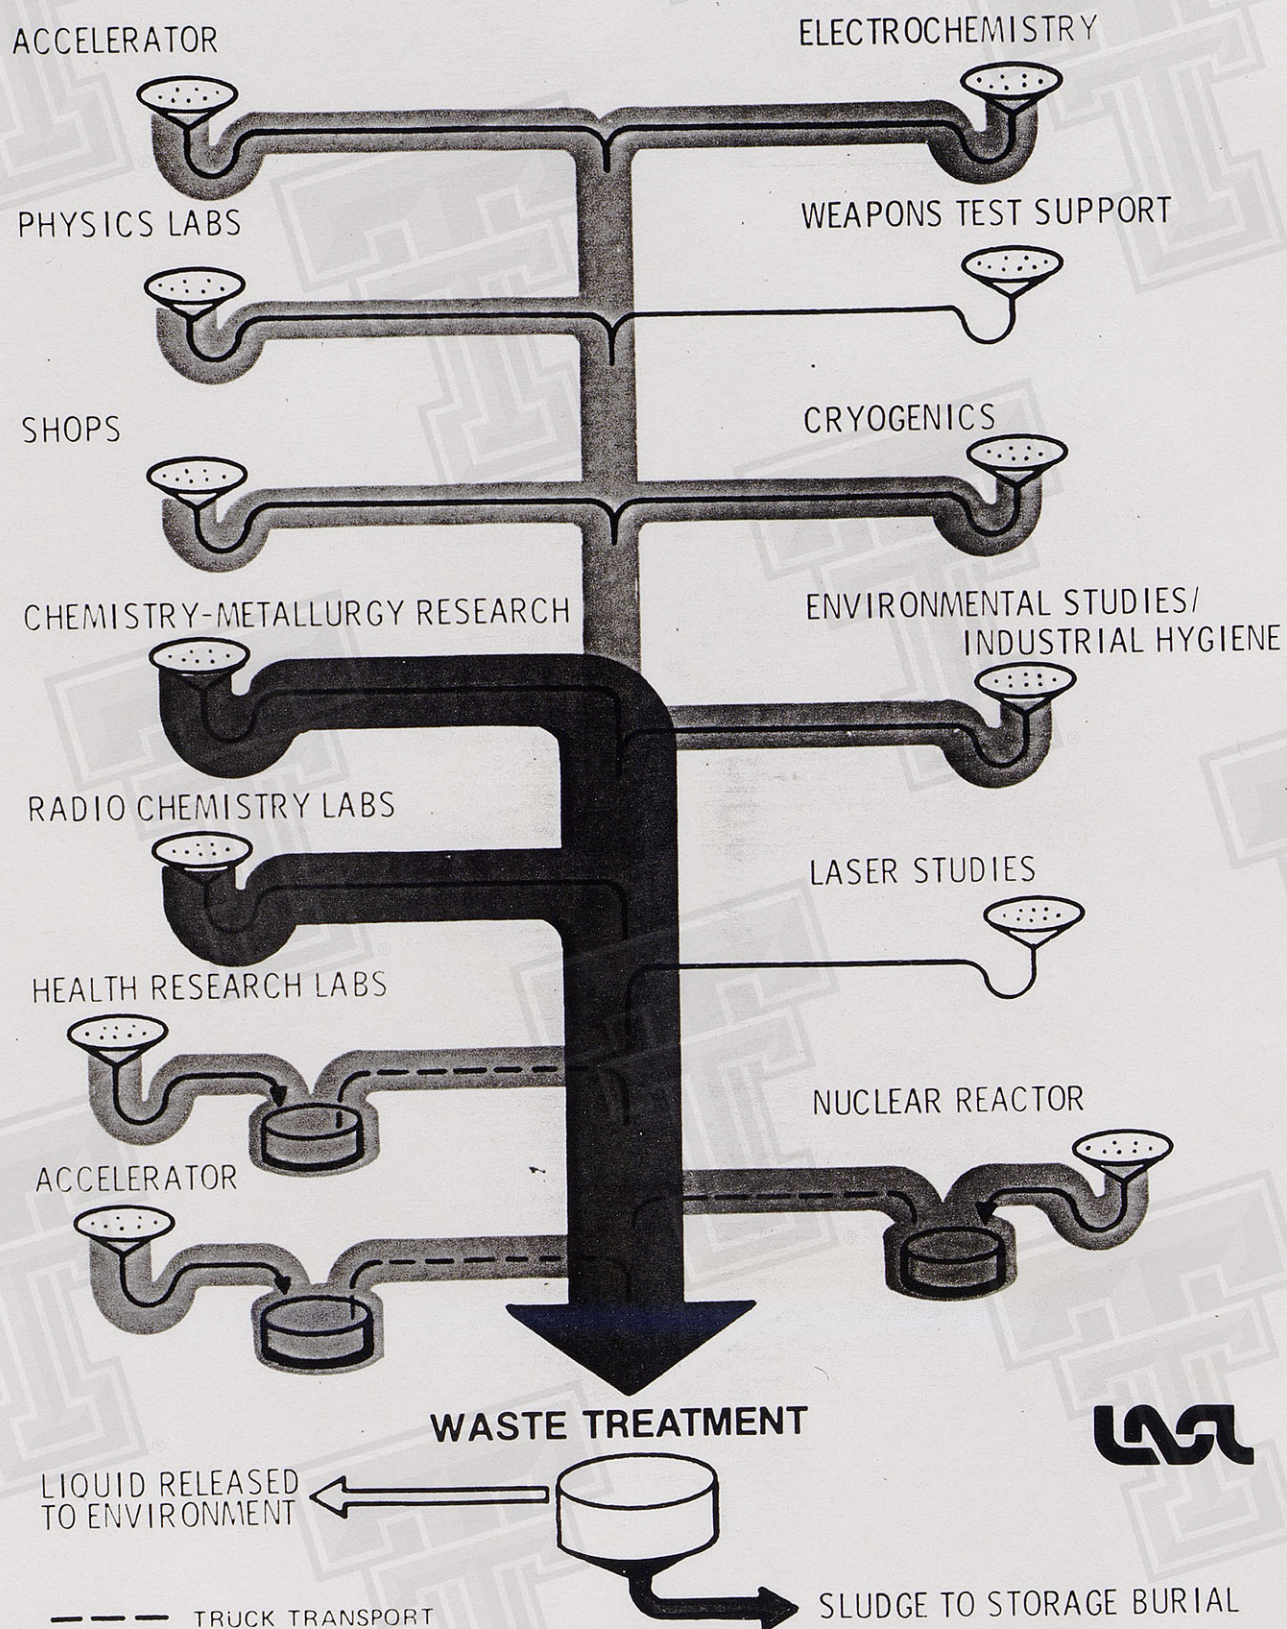 ACCELERATOR
ELECTROCHEMISTRY
PHYSICS LABS
WEAPONS TEST SUPPORT
SHOPS
CRYOGENICS
CHEMISTRY-METALLURGY RESEARCH
ENVIRONMENTAL STUDIES/
INDUSTRIAL HYGIENE
RADIO CHEMISTRY LABS
LASER STUDIES
HEALTH RESEARCH LABS
NUCLEAR REACTOR
ACCELERATOR
WASTE TREATMENT
LASL
LIQUID RELEASED
TO ENVIRONMENT
SLUDGE TO STORAGE BURIAL
TRUCK TRANSPORT